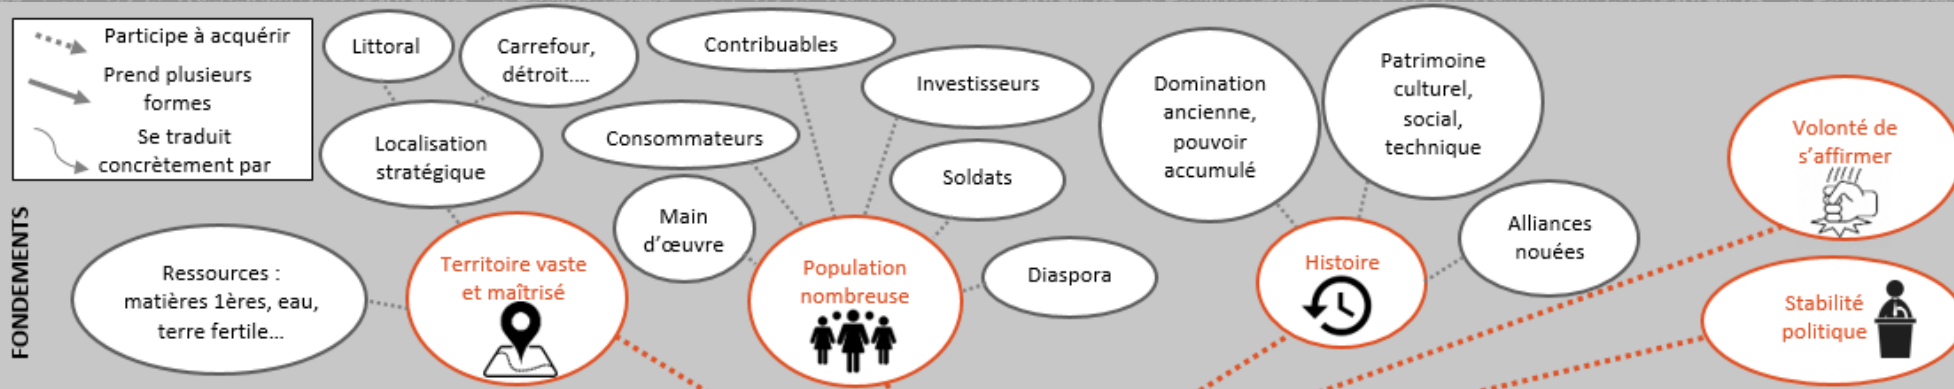 Participe à acquérir
Prend plusieurs
formes
Se traduit
concrètement par
FONDEMENTS
Littoral
Carrefour,
détroit....
Localisation
stratégique
Ressources :
matières 1ères, eau,
terre fertile...
Territoire vaste
et maîtrisé
Contribuables
Investisseurs
Consommateurs
Soldats
Main
d’œuvre
Diaspora
Population
nombreuse
Domination
ancienne,
pouvoir
accumulé
Patrimoine
culturel,
social,
technique
Alliances
nouées
Histoire
Volonté de
s’affirmer
Stabilité
politique